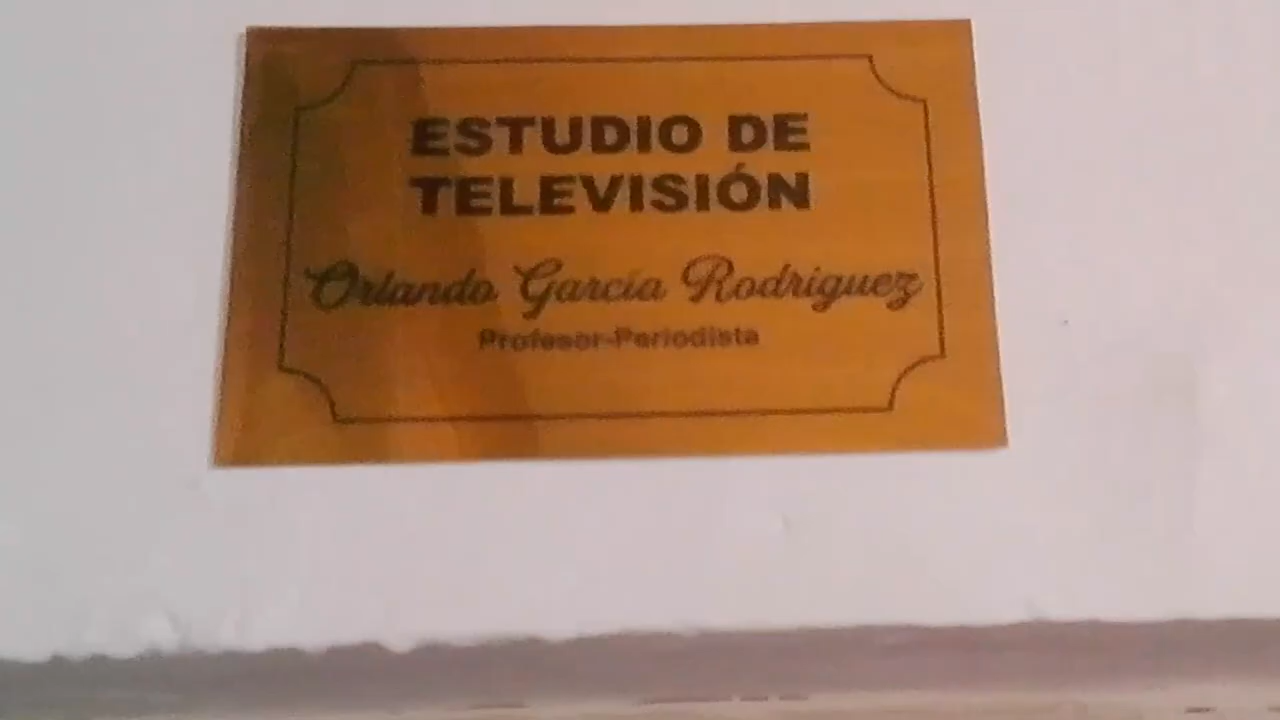 ESTUDIO DE
TELEVISIÓN
Orlando García Rodríguez
Profesor-Periodista